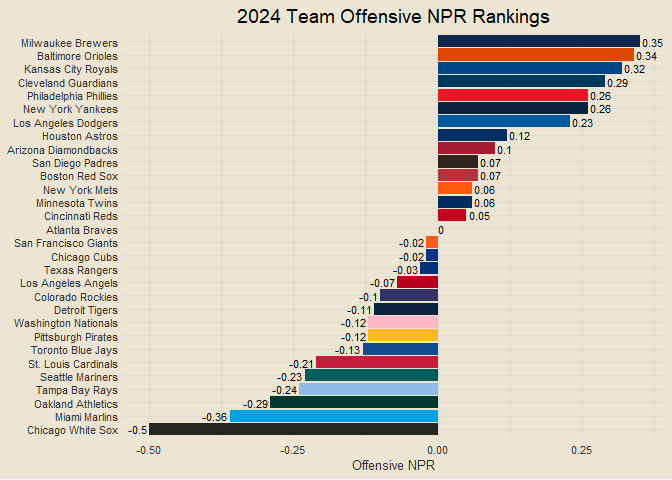 2024 Team Offensive NPR Rankings
Milwaukee Brewers 0.35
Baltimore Orioles 0.34
Kansas City Royals 0.32
Cleveland Guardians 0.29
Philadelphia Phillies 0.26
New York Yankees 0.26
Los Angeles Dodgers 0.23
Houston Astros 0.12
Arizona Diamondbacks 0.1
San Diego Padres 0.07
Boston Red Sox 0.07
New York Mets 0.06
Minnesota Twins 0.06
Cincinnati Reds 0.05
Atlanta Braves 0
San Francisco Giants -0.02
Chicago Cubs -0.02
Texas Rangers -0.03
Los Angeles Angels -0.07
Colorado Rockies -0.1
Detroit Tigers -0.11
Washington Nationals -0.12
Pittsburgh Pirates -0.12
Toronto Blue Jays -0.13
St. Louis Cardinals -0.21
Seattle Mariners -0.23
Tampa Bay Rays -0.24
Oakland Athletics -0.29
Miami Marlins -0.36
Chicago White Sox -0.5
-0.50 -0.25 0.00 0.25
Offensive NPR